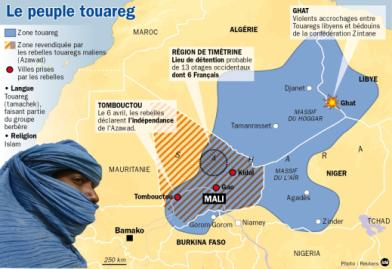 Le peuple touareg
Zone touareg
Zone revendiquée par
les rebelles touaregs maliens
(Azawad)
Villes prises
par les rebelles
• Langue
Touareg
(tamachek),
faisant partie
du groupe
berbère
• Religion
Islam
MAROC
ALGÉRIE
GHAT
Violents accrochages entre
Touaregs libyens et bédouins
de la confédération Zintane
RÉGION DE TIMÉTRINE
Lieu de détention probable
de 13 otages occidentaux
dont 6 Français
TOMBOUCTOU
Le 6 avril, les rebelles
déclarent l'indépendance
de l'Azawad.
LIBYE
Djanet
Ghat
MASSIF
DU HOGGAR
Tamanrasset
S A H A R A
MAURITANIE
Kidal
Tombouctou
Gao
MALI
MASSIF
DE L'AÏR
NIGER
Agadès
Bamako
Gorom Gorom
Niamey
Zinder
TCHAD
BURKINA FASO
NIGERIA
250 km
Photo : Reuters